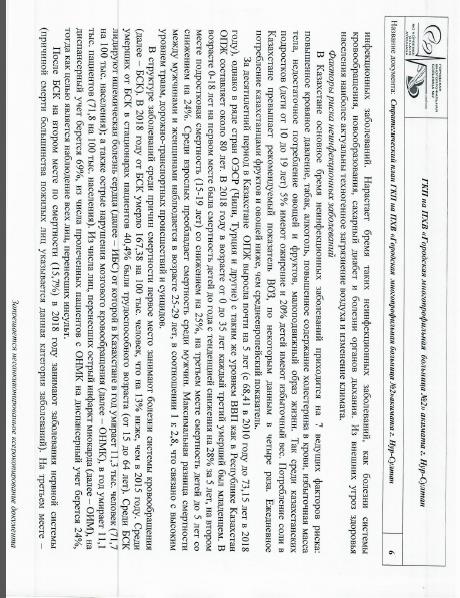 ГОРОДСКАЯ
МНОГОПРОФИЛЬНАЯ
БОЛЬНИЦА №2
ГКП на ПХВ «Городская многопрофильная больница №2» акимата г. Нур-Султан
Название документа: Стратегический план ГКП на ПХВ «Городская многопрофильная больница №2»акимата г. Нур-Султан
6
инфекционных заболеваний. Нарастает бремя таких неинфекционных заболеваний, как болезни системы
кровообращения, новообразования, сахарный диабет и болезни органов дыхания. Из внешних угроз здоровья
населения наиболее актуальны техногенное загрязнение воздуха и изменение климата.
Факторы риска неинфекционных заболеваний
В Казахстане основное бремя неинфекционных заболеваний приходится на 7 ведущих факторов риска:
повышенное кровяное давление, табак, алкоголь, повышенное содержание холестерина в крови, избыточная масса
тела, недостаточное потребление овощей и фруктов, малоподвижный образ жизни. Так среди казахстанских
подростков (дети от 10 до 19 лет) 5% имеют ожирение и 20% детей имеют избыточный вес. Потребление соли в
Казахстане превышает рекомендуемый показатель ВОЗ, по некоторым данным в четыре раза. Ежедневное
потребление казахстанцами фруктов и овощей ниже, чем среднеевропейский показатель.
За десятилетний период в Казахстане ОПЖ выросла почти на 5 лет (с 68,41 в 2010 году до 73,15 лет в 2018
году), однако в ряде стран ОЭСР (Чили, Турция и другие) с таким же уровнем ВВП как в Республике Казахстан
ОПЖ составляет около 80 лет. В 2018 году в возрасте от 0 до 35 лет каждый третий умерший был младенцем. В
возрасте 0-18 лет на первом месте была смертность детей до года с тенденцией снижения на 28% за 5 лет, на втором
месте подростковая смертность (15-19 лет) со снижением на 25%, на третьем месте смертность детей до 5 лет со
снижением на 24%. Среди взрослых преобладает смертность среди мужчин. Максимальная разница смертности
между мужчинами и женщинами наблюдается в возрасте 25-29 лет, в соотношении 1 к 2,8, что связано с высоким
уровнем травм, дорожно-транспортных происшествий и суицидов.
В структуре заболеваний среди причин смертности первое место занимают болезни системы кровообращения
(далее – БСК). В 2018 году от БСК умерло 167,38 на 100 тыс. человек, что на 13% ниже, чем в 2015 году. Среди
умерших от БСК в стационарах пациентов 40,4% были трудоспособного возраста (от 15 до 64 лет). Среди БСК
лидируют ишемическая болезнь сердца (далее – ИБС) от которой в Казахстане в год умирает 11,3 тыс. человек (71,7
на 100 тыс. населения); а также острые нарушения мозгового кровообращения (далее – ОНМК), в год умирает 11,1
тыс. пациентов (71,8 на 100 тыс. населения). Из числа лиц, перенесших острый инфаркт миокарда (далее – ОИМ), на
диспансерный учет берется 69%, из числа пролеченных пациентов с ОНМК на диспансерный учет берется 24%,
тогда как целью является наблюдение всех лиц, перенесших инсульт.
После БСК на втором месте по смертности (15,7%) в 2018 году занимают заболевания нервной системы
(причиной смерти большинства пожилых лиц указывается данная категория заболеваний). На третьем месте –
Запрещается несанкционированное ксерокопирование документа